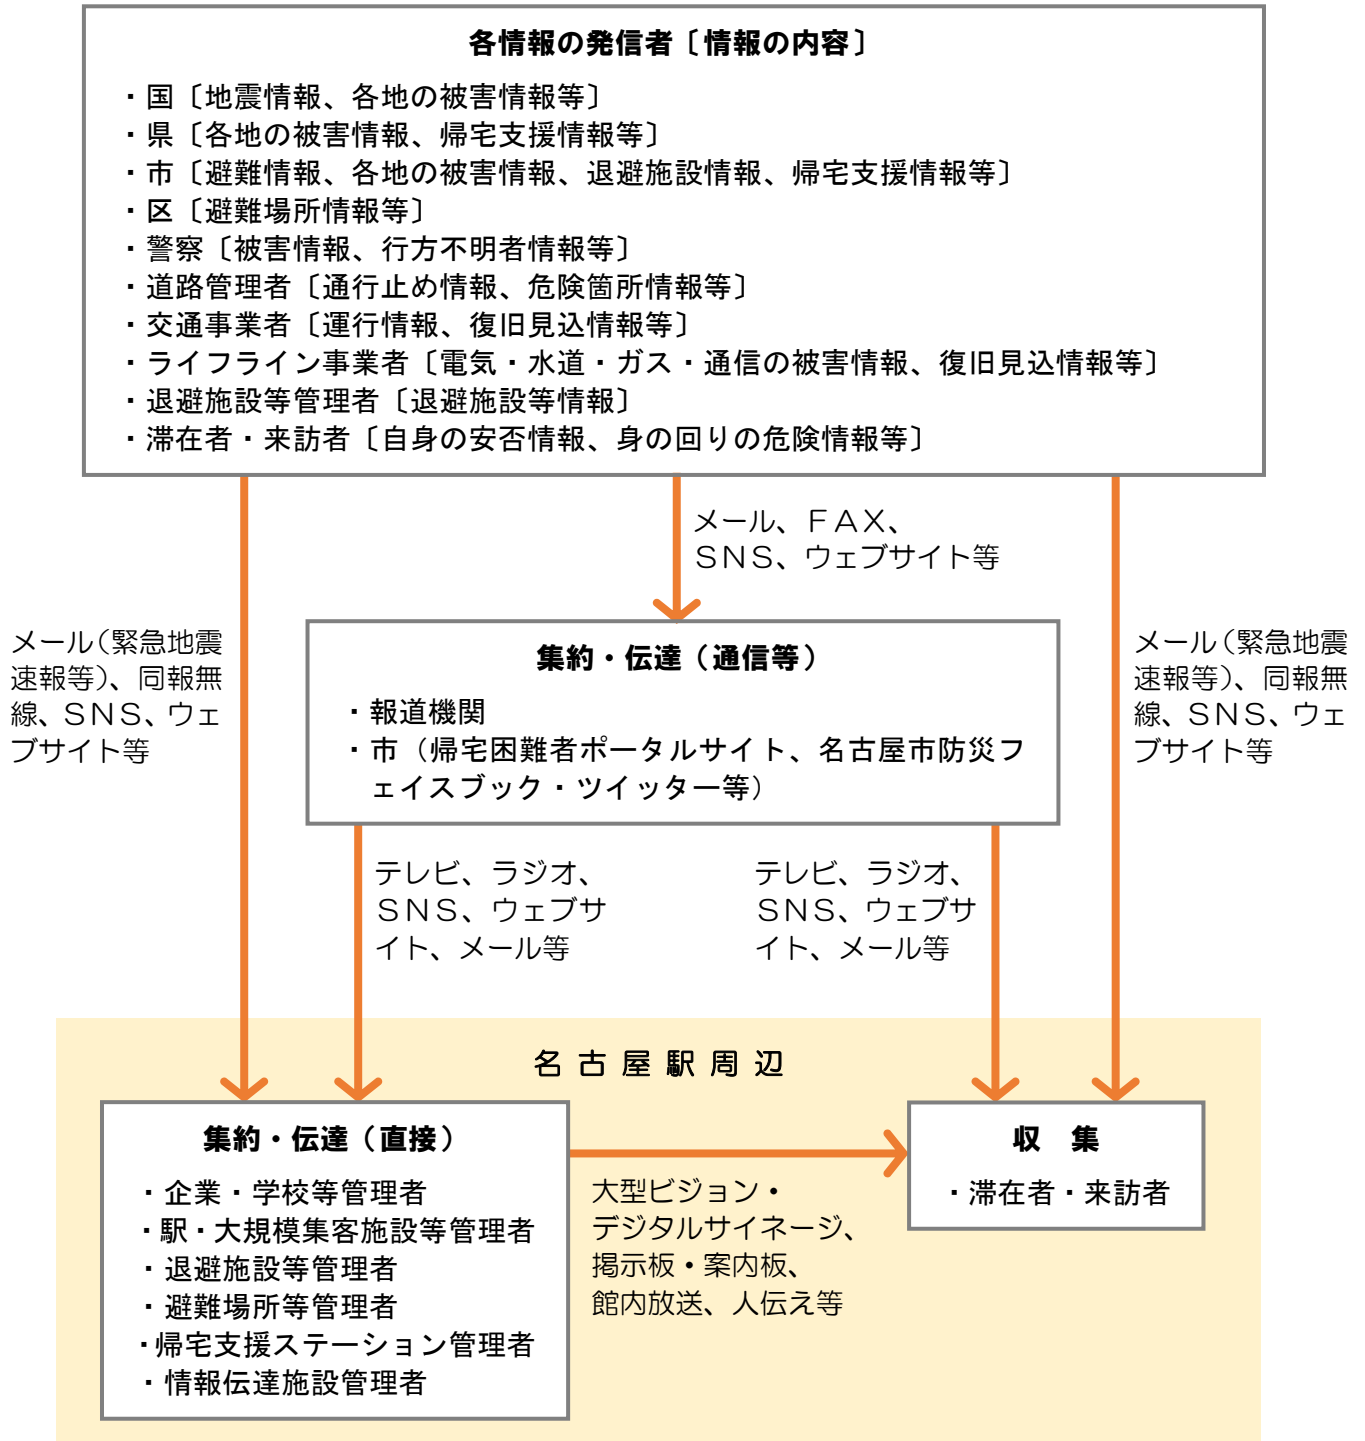 各情報の発信者〔情報の内容〕
・国〔地震情報、各地の被害情報等〕
・県〔各地の被害情報、帰宅支援情報等〕
・市〔避難情報、各地の被害情報、退避施設情報、帰宅支援情報等〕
・区〔避難場所情報等〕
・警察〔被害情報、行方不明者情報等〕
・道路管理者〔通行止め情報、危険箇所情報等〕
・交通事業者〔運行情報、復旧見込情報等〕
・ライフライン事業者〔電気・水道・ガス・通信の被害情報、復旧見込情報等〕
・退避施設等管理者〔退避施設等情報〕
・滞在者・来訪者〔自身の安否情報、身の回りの危険情報等〕
メール、ＦＡＸ、
ＳＮＳ、ウェブサイト等
メール（緊急地震
速報等）、同報無
線、ＳＮＳ、ウェ
ブサイト等
集約・伝達（通信等）
・報道機関
・市（帰宅困難者ポータルサイト、名古屋市防災フ
ェイスブック・ツイッター等）
メール（緊急地震
速報等）、同報無
線、ＳＮＳ、ウェ
ブサイト等
テレビ、ラジオ、
ＳＮＳ、ウェブサ
イト、メール等
テレビ、ラジオ、
ＳＮＳ、ウェブサ
イト、メール等
名古屋駅周辺
集約・伝達（直接）
・企業・学校等管理者
・駅・大規模集客施設等管理者
・退避施設等管理者
・避難場所等管理者
・帰宅支援ステーション管理者
・情報伝達施設管理者
大型ビジョン・
デジタルサイネージ、
掲示板・案内板、
館内放送、人伝え等
収　集
・滞在者・来訪者